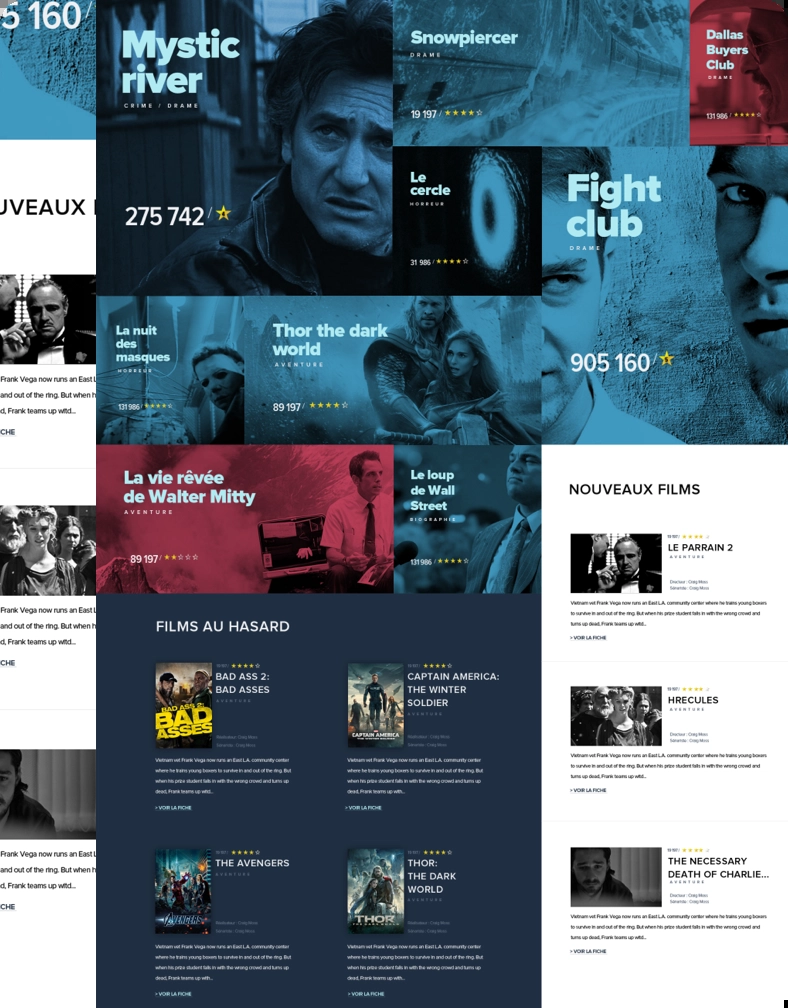 5 160 /
UVEAUX F
Frank Vega now runs an East L
and out of the ring. But when h
d, Frank teams up witd...
CHE
Frank Vega now runs an East L
and out of the ring. But when h
d, Frank teams up witd...
CHE
Frank Vega now runs an East L
and out of the ring. But when h
d, Frank teams up witd...
CHE
Mystic
river
CRIME / DRAME
275 742 /
Snowpiercer
DRAME
19 197 /
Dallas
Buyers
Club
DRAME
131 986 /
Le
cercle
HORREUR
31 986 /
Fight
club
DRAME
905 160 /
La nuit
des
masques
HORREUR
131 986 /
Thor the dark
world
AVENTURE
89 197 /
La vie rêvée
de Walter Mitty
AVENTURE
89 197 /
Le loup
de Wall
Street
BIOGRAPHIE
131 986 /
FILMS AU HASARD
BAD ASS 2:
BAD ASSES
AVENTURE
BAD ASS 2:
BAD
ASSES
Réalisateur : Craig Moss
Scénariste : Craig Moss
Vietnam vet Frank Vega now runs an East L.A. community center
where he trains young boxers to survive in and out of the ring. But
when his prize student falls in with the wrong crowd and turns up
dead, Frank teams up with...
> VOIR LA FICHE
CAPTAIN AMERICA:
THE WINTER
SOLDIER
AVENTURE
CAPTAIN AMERICA
Réalisateur : Craig Moss
Scénariste : Craig Moss
Vietnam vet Frank Vega now runs an East L.A. community center
where he trains young boxers to survive in and out of the ring. But
when his prize student falls in with the wrong crowd and turns up
dead, Frank teams up with...
> VOIR LA FICHE
THE AVENGERS
AVENTURE
AVENGERS
Réalisateur : Craig Moss
Scénariste : Craig Moss
Vietnam vet Frank Vega now runs an East L.A. community center
where he trains young boxers to survive in and out of the ring. But
when his prize student falls in with the wrong crowd and turns up
dead, Frank teams up with...
> VOIR LA FICHE
THOR:
THE DARK
WORLD
AVENTURE
THOR
Réalisateur : Craig Moss
Scénariste : Craig Moss
Vietnam vet Frank Vega now runs an East L.A. community center
where he trains young boxers to survive in and out of the ring. But
when his prize student falls in with the wrong crowd and turns up
dead, Frank teams up with...
> VOIR LA FICHE
NOUVEAUX FILMS
LE PARRAIN 2
AVENTURE
Directeur : Craig Moss
Scénariste : Craig Moss
Vietnam vet Frank Vega now runs an East L.A. community center where he trains young boxers
to survive in and out of the ring. But when his prize student falls in with the wrong crowd and
turns up dead, Frank teams up witd...
> VOIR LA FICHE
HRECULES
AVENTURE
Directeur : Craig Moss
Scénariste : Craig Moss
Vietnam vet Frank Vega now runs an East L.A. community center where he trains young boxers
to survive in and out of the ring. But when his prize student falls in with the wrong crowd and
turns up dead, Frank teams up witd...
> VOIR LA FICHE
THE NECESSARY
DEATH OF CHARLIE...
AVENTURE
Directeur : Craig Moss
Scénariste : Craig Moss
Vietnam vet Frank Vega now runs an East L.A. community center where he trains young boxers
to survive in and out of the ring. But when his prize student falls in with the wrong crowd and
turns up dead, Frank teams up witd...
> VOIR LA FICHE